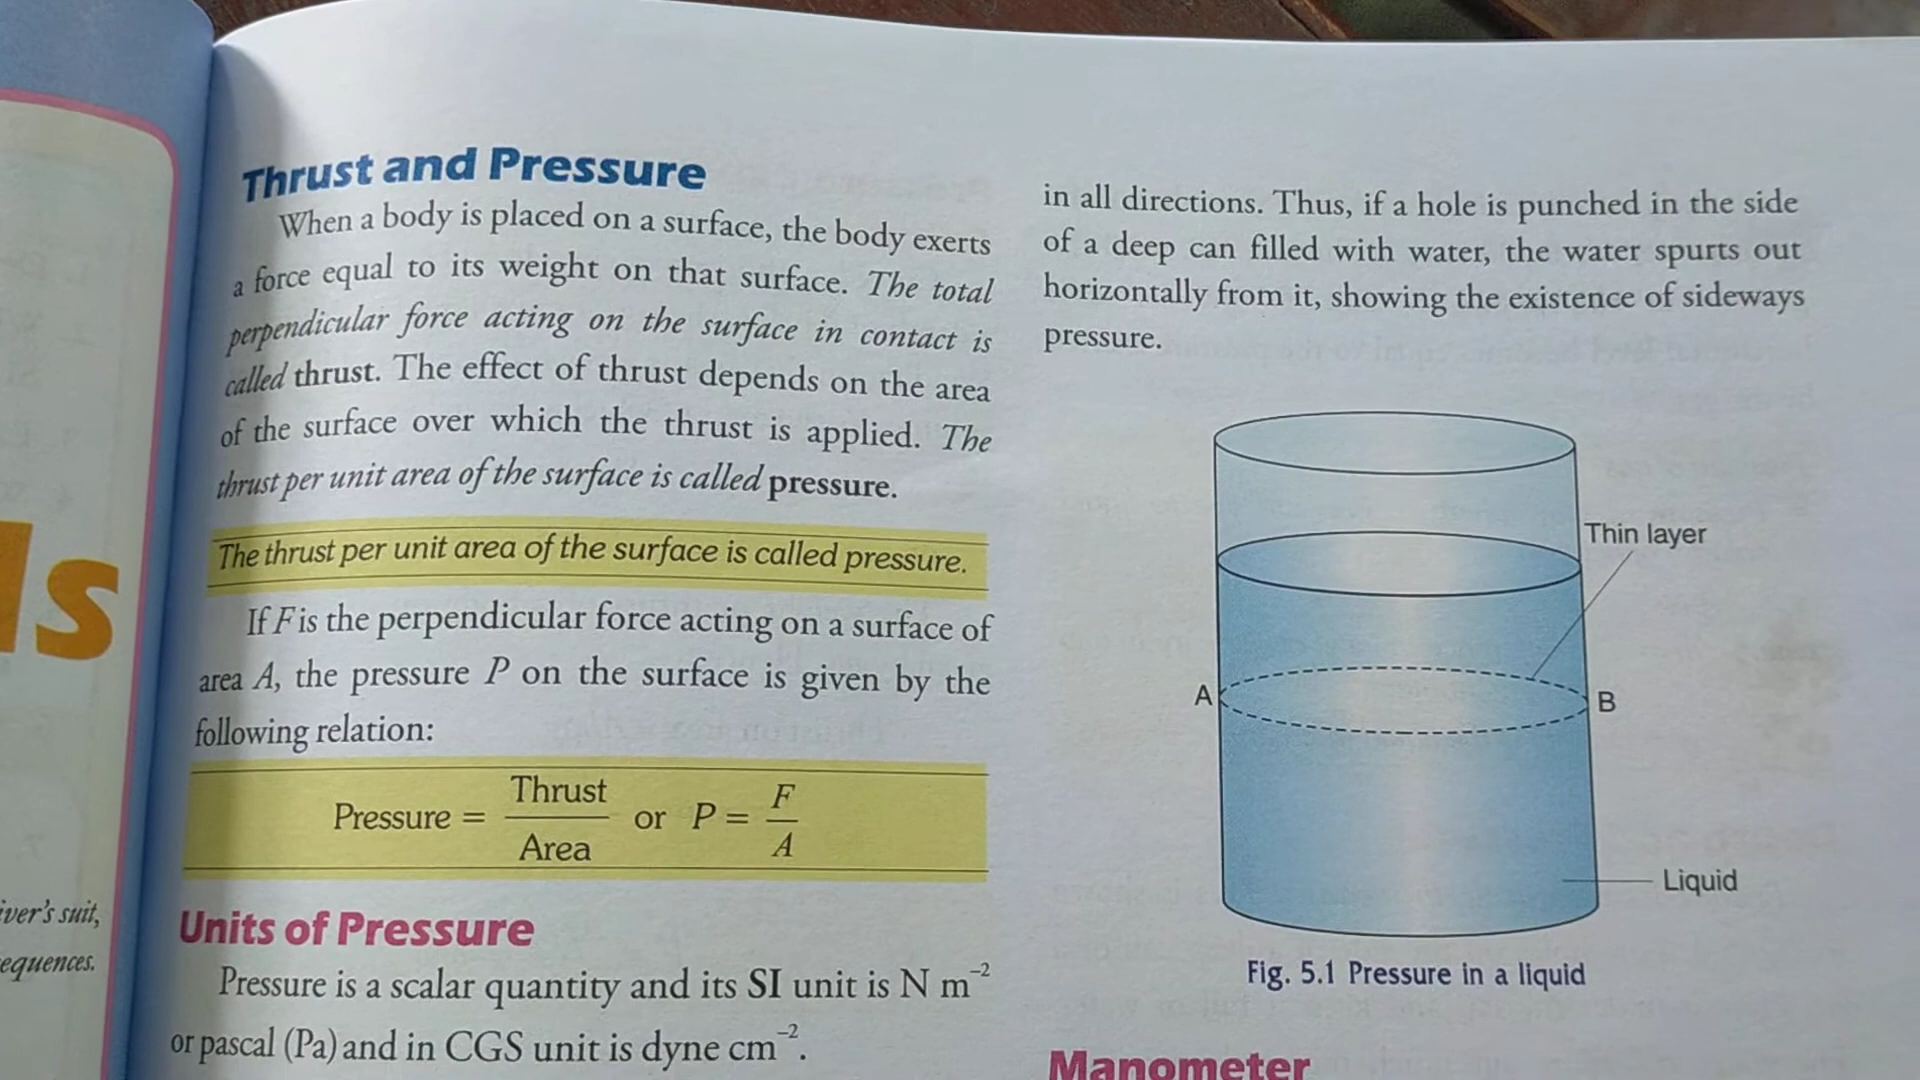 ls
iver's suit,
equences.
Thrust and Pressure
When a body is placed on a surface, the body exerts
a force equal to its weight on that surface. The total
perpendicular force acting on the surface in contact is
called thrust. The effect of thrust depends on the area
of the surface over which the thrust is applied. The
thrust per unit area of the surface is called pressure.
The thrust per unit area of the surface is called pressure.
If F is the perpendicular force acting on a surface of
area A, the pressure P on the surface is given by the
following relation:
Pressure = Thrust / Area or P = F / A
Units of Pressure
Pressure is a scalar quantity and its SI unit is N m⁻²
or pascal (Pa) and in CGS unit is dyne cm⁻².
in all directions. Thus, if a hole is punched in the side
of a deep can filled with water, the water spurts out
horizontally from it, showing the existence of sideways
pressure.
Thin layer
A
B
Liquid
Fig. 5.1 Pressure in a liquid
Manometer